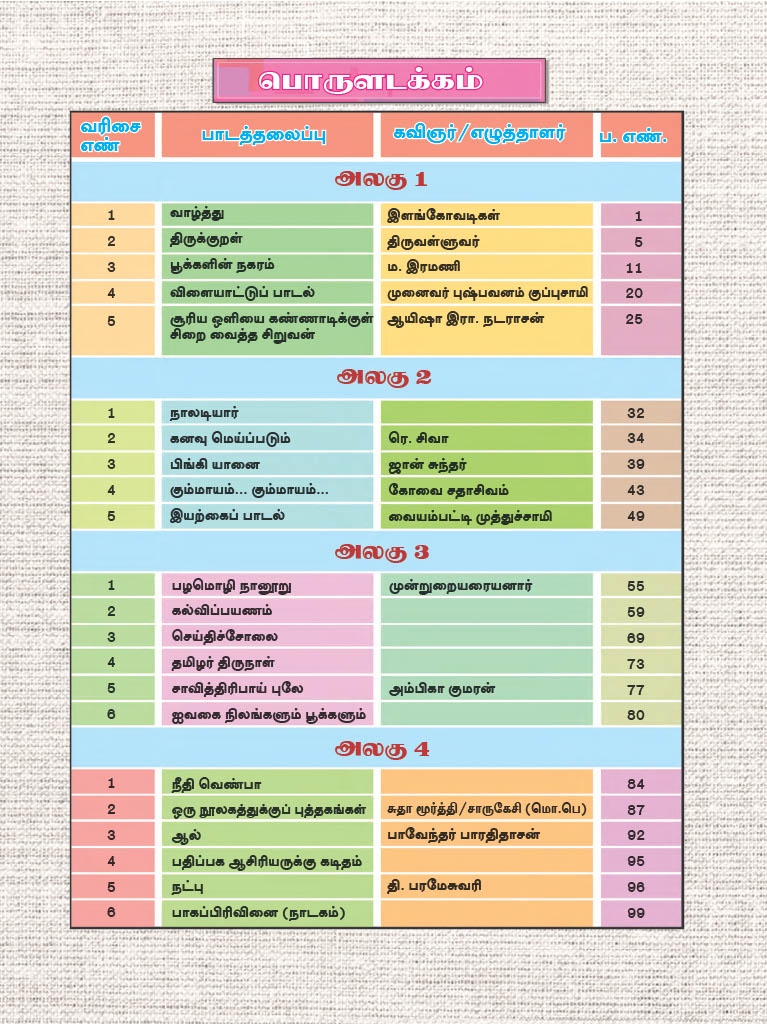 பொருளடக்கம்
வரிசை எண் பாடத்தலைப்பு கவிஞர்/எழுத்தாளர் ப. எண்.
அலகு 1
1 வாழ்த்து இளங்கோவடிகள் 1
2 திருக்குறள் திருவள்ளுவர் 5
3 பூக்களின் நகரம் ம. இரமணி 11
4 விளையாட்டுப் பாடல் முனைவர் புஷ்பவனம் குப்புசாமி 20
5 சூரிய ஒளியை கண்ணாடிக்குள் ஆயிஷா இரா. நடராசன் 25
சிறை வைத்த சிறுவன்
அலகு 2
1 நாலடியார் 32
2 கனவு மெய்ப்படும் ரெ. சிவா 34
3 பிங்கி யானை ஜான் சுந்தர் 39
4 கும்மாயம்... கும்மாயம்... கோவை சதாசிவம் 43
5 இயற்கைப் பாடல் வையம்பட்டி முத்துச்சாமி 49
அலகு 3
1 பழமொழி நானூறு முன்றுறையரையனார் 55
2 கல்விப்பயணம் 59
3 செய்திச்சோலை 69
4 தமிழர் திருநாள் 73
5 சாவித்திரிபாய் புலே அம்பிகா குமரன் 77
6 ஐவகை நிலங்களும் பூக்களும் 80
அலகு 4
1 நீதி வெண்பா 84
2 ஒரு நூலகத்துக்குப் புத்தகங்கள் சுதா மூர்த்தி/சாருகேசி (மொ.பெ) 87
3 ஆல் பாவேந்தர் பாரதிதாசன் 92
4 பதிப்பக ஆசிரியருக்கு கடிதம் 95
5 நட்பு தி. பரமேசுவரி 96
6 பாகப்பிரிவினை (நாடகம்) 99